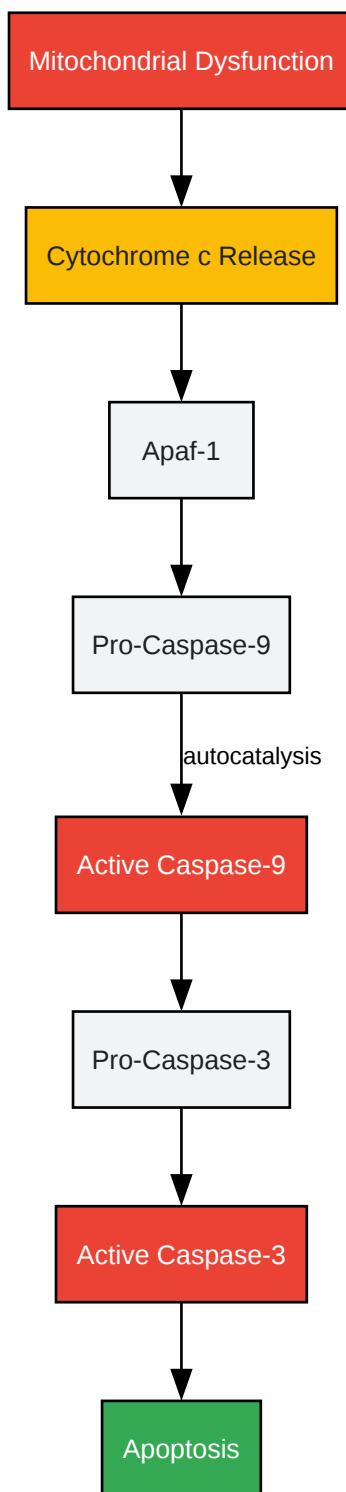 Mitochondrial Dysfunction
Cytochrome c Release
Apaf-1
Pro-Caspase-9
autocatalysis
Active Caspase-9
Pro-Caspase-3
Active Caspase-3
Apoptosis